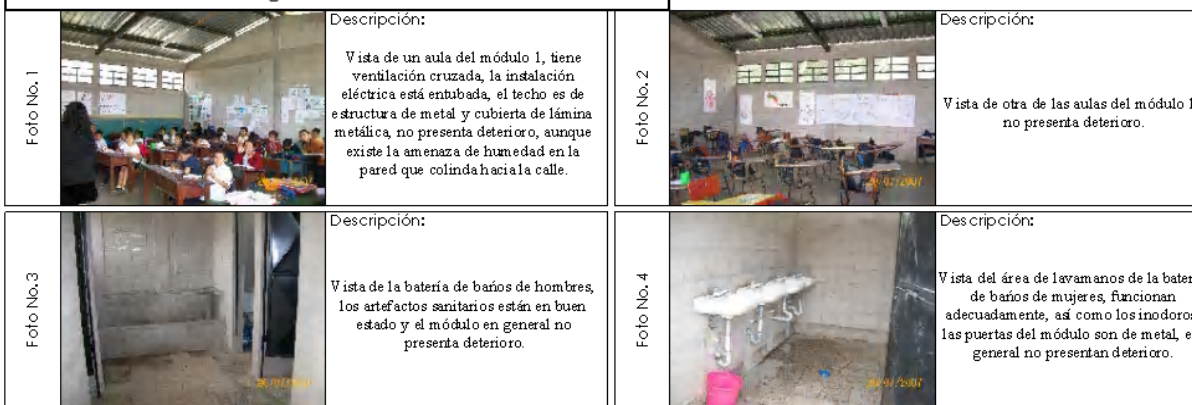 Foto No. 1
Descripción:
Vista de un aula del módulo 1, tiene
ventilación cruzada, la instalación
eléctrica está entubada, el techo es de
estructura de metal y cubierta de lámina
metálica, no presenta deterioro, aunque
existe la amenaza de humedad en la
pared que colinda hacia la calle.
Foto No. 2
Descripción:
Vista de otra de las aulas del módulo 1
no presenta deterioro.
26/07/2007
Foto No. 3
Descripción:
Vista de la batería de baños de hombres,
los artefactos sanitarios están en buen
estado y el módulo en general no
presenta deterioro.
Foto No. 4
Descripción:
Vista del área de lavamanos de la
de baños de mujeres, funcionan
adecuadamente, así como los inodoros
las puertas del módulo son de metal,
general no presentan deterioro.